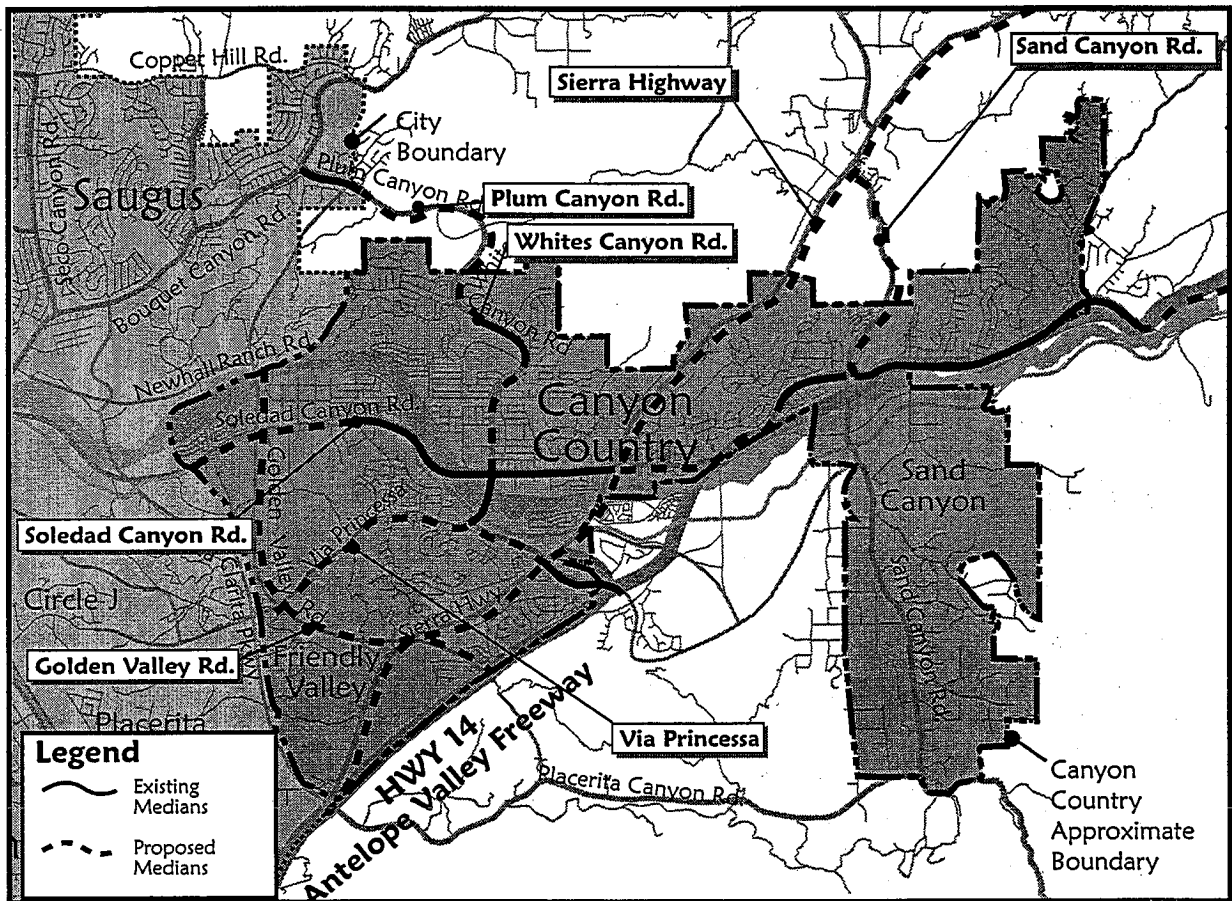 Copper Hill Rd.
Sand Canyon Rd.
Sierra Highway
City
Boundary
Seco Canyon Rd.
Saugus
Plum Canyon Rd.
Plum Canyon Rd.
Bouquet Canyon Rd.
Whites Canyon Rd.
Canyon Rd
Newhall Ranch Rd.
Soledad Canyon Rd.
Canyon
Country
Sand
Canyon
Golden Valley Rd.
Via Princessa
Soledad Canyon Rd.
Circle J
Clarita Pkwy
Sierra Hwy
Sand Canyon Rd.
Golden Valley Rd.
Friendly
Valley
Placerita
Via Princessa
HWY 14
Antelope Valley Freeway
Placerita Canyon Rd.
Canyon
Country
Approximate
Boundary
Legend
Existing
Medians
Proposed
Medians